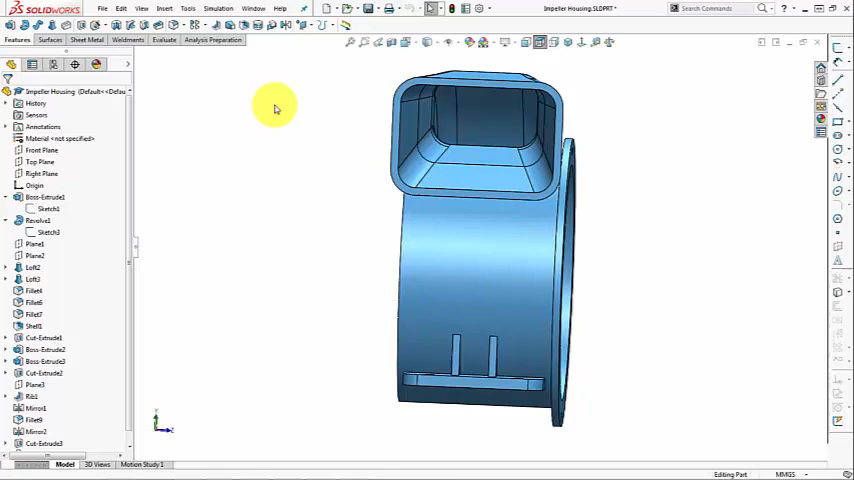 SOLIDWORKS File Edit View Insert Tools Simulation Window Help Impeller Housing.SLDPRT * Search Commands
Features Surfaces Sheet Metal Weldments Evaluate Analysis Preparation
Impeller Housing (Default<<Defau
History
Sensors
Annotations
Material <not specified>
Front Plane
Top Plane
Right Plane
Origin
Boss-Extrude1
Sketch1
Revolve1
Sketch3
Plane1
Plane2
Loft2
Loft3
Fillet4
Fillet6
Fillet7
Shell1
Cut-Extrude1
Boss-Extrude2
Boss-Extrude3
Cut-Extrude2
Plane3
Rib1
Mirror1
Fillet9
Mirror2
Cut-Extrude3
Model 3D Views Motion Study 1
Editing Part MMGS